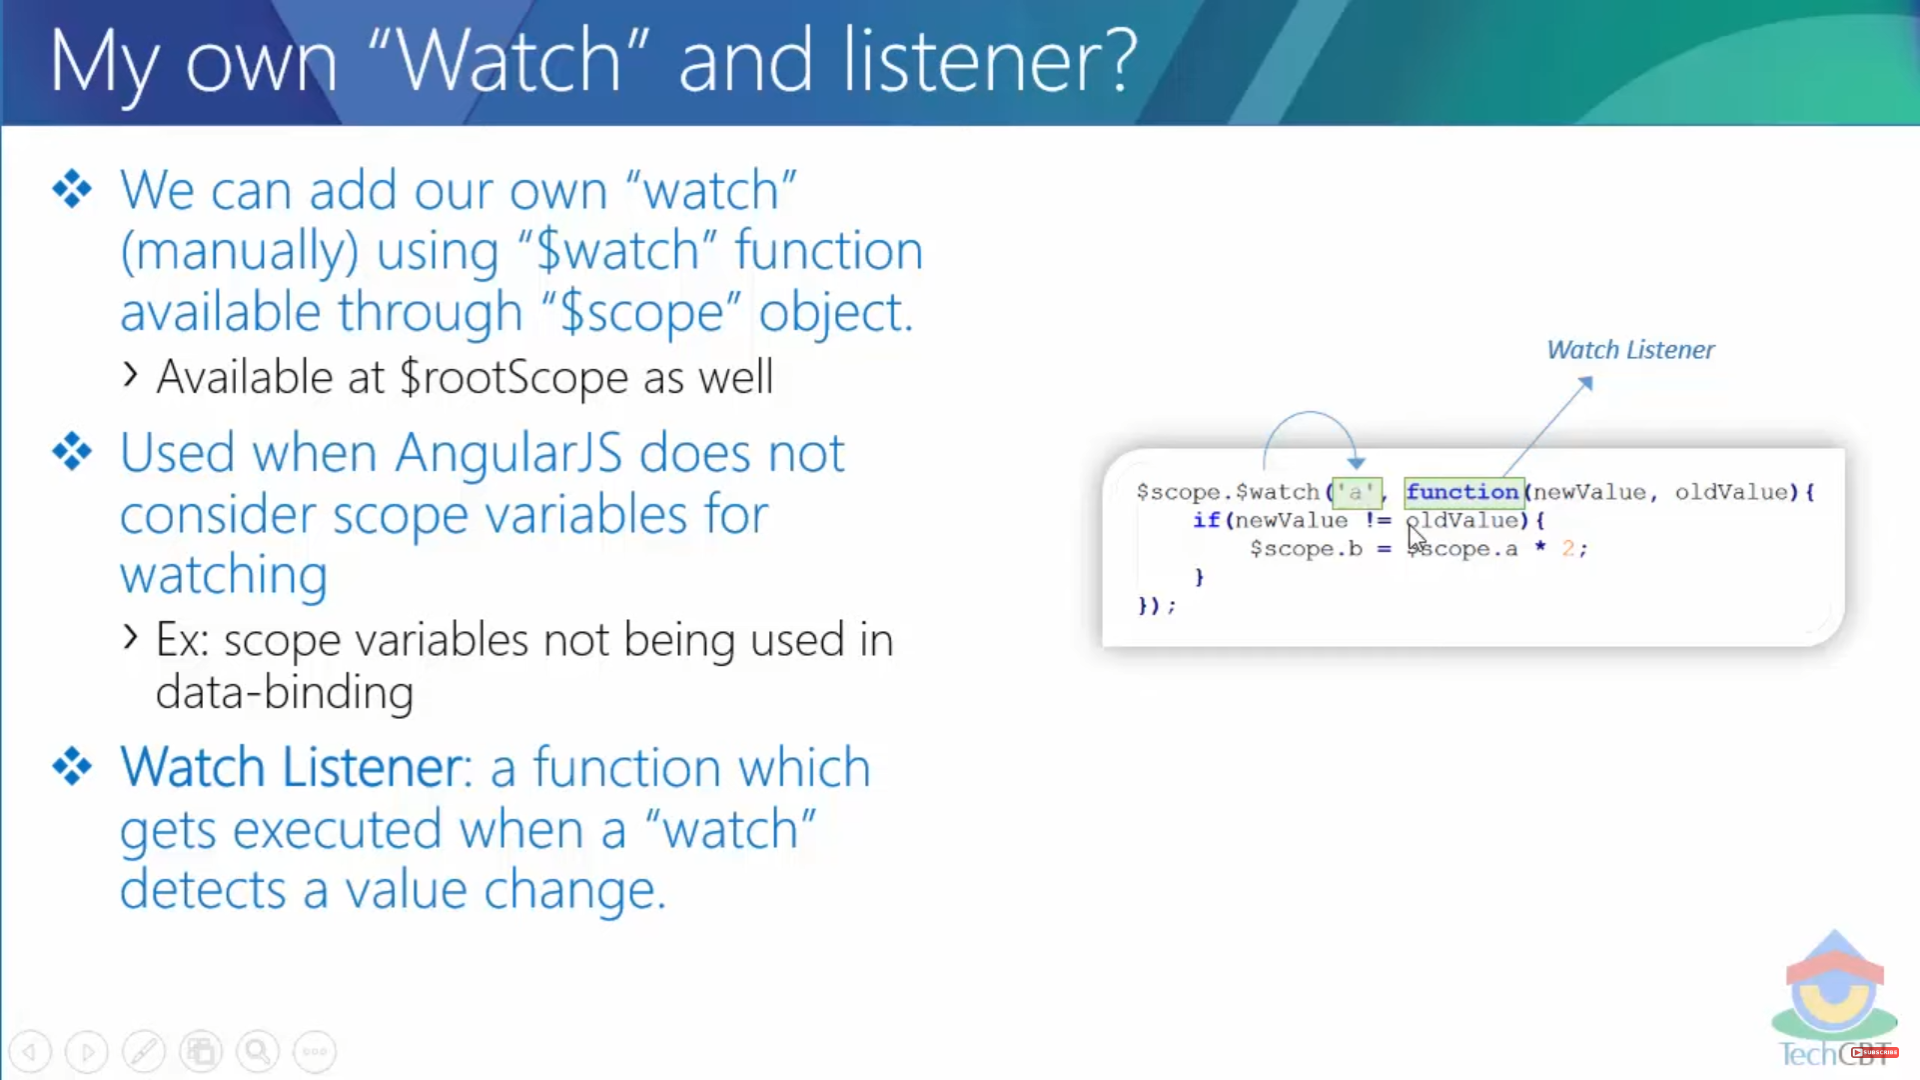 My own “Watch” and listener?
We can add our own “watch”
(manually) using “$watch” function
available through “$scope” object.
Available at $rootScope as well
Used when AngularJS does not
consider scope variables for
watching
Ex: scope variables not being used in
data-binding
Watch Listener: a function which
gets executed when a “watch”
detects a value change.
Watch Listener
$scope.$watch('a', function(newValue, oldValue){
if(newValue != oldValue){
$scope.b = $scope.a * 2;
}
});
TechCBT
SUBSCRIBE